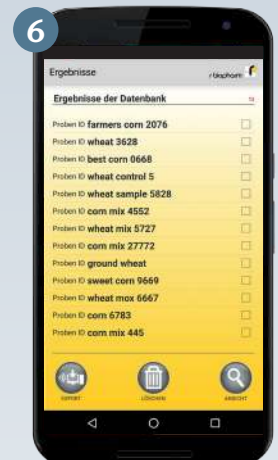 6
Ergebnisse r-biopharm
Ergebnisse der Datenbank
Proben ID farmers corn 2076
Proben ID wheat 3628
Proben ID best corn 0668
Proben ID wheat control 5
Proben ID wheat sample 5828
Proben ID corn mix 4552
Proben ID wheat mix 5727
Proben ID corn mix 27772
Proben ID ground wheat
Proben ID sweet corn 9669
Proben ID wheat mox 6667
Proben ID corn 6783
Proben ID corn mix 445
EXPORT LÖSCHEN ANSICHT